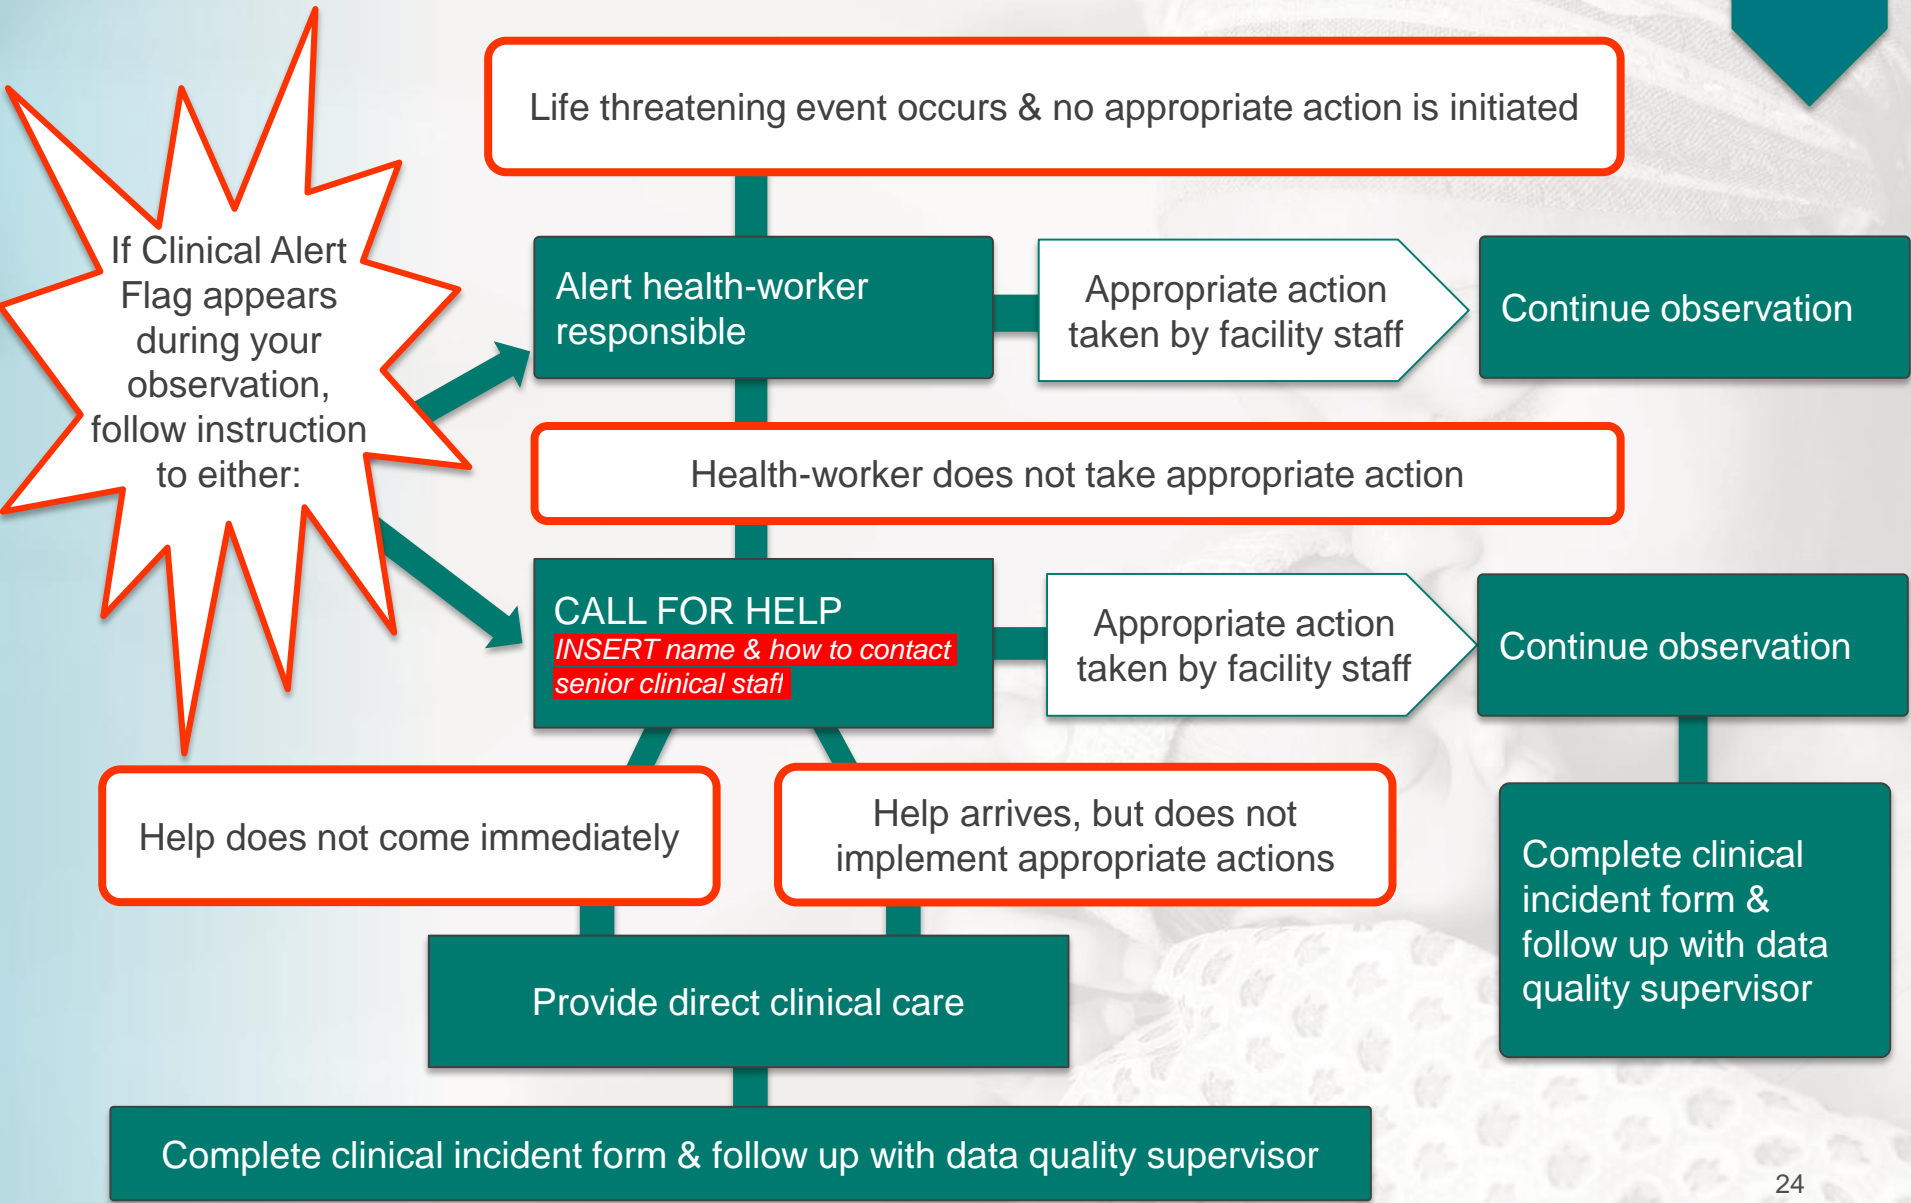 Life threatening event occurs & no appropriate action is initiated
If Clinical Alert
Flag appears
during your
observation,
follow instruction
to either:
Alert health-worker
responsible
Appropriate action
taken by facility staff
Continue observation
Health-worker does not take appropriate action
CALL FOR HELP
INSERT name & how to contact
senior clinical staff
Appropriate action
taken by facility staff
Continue observation
Help does not come immediately
Help arrives, but does not
implement appropriate actions
Complete clinical
incident form &
follow up with data
quality supervisor
Provide direct clinical care
Complete clinical incident form & follow up with data quality supervisor
24